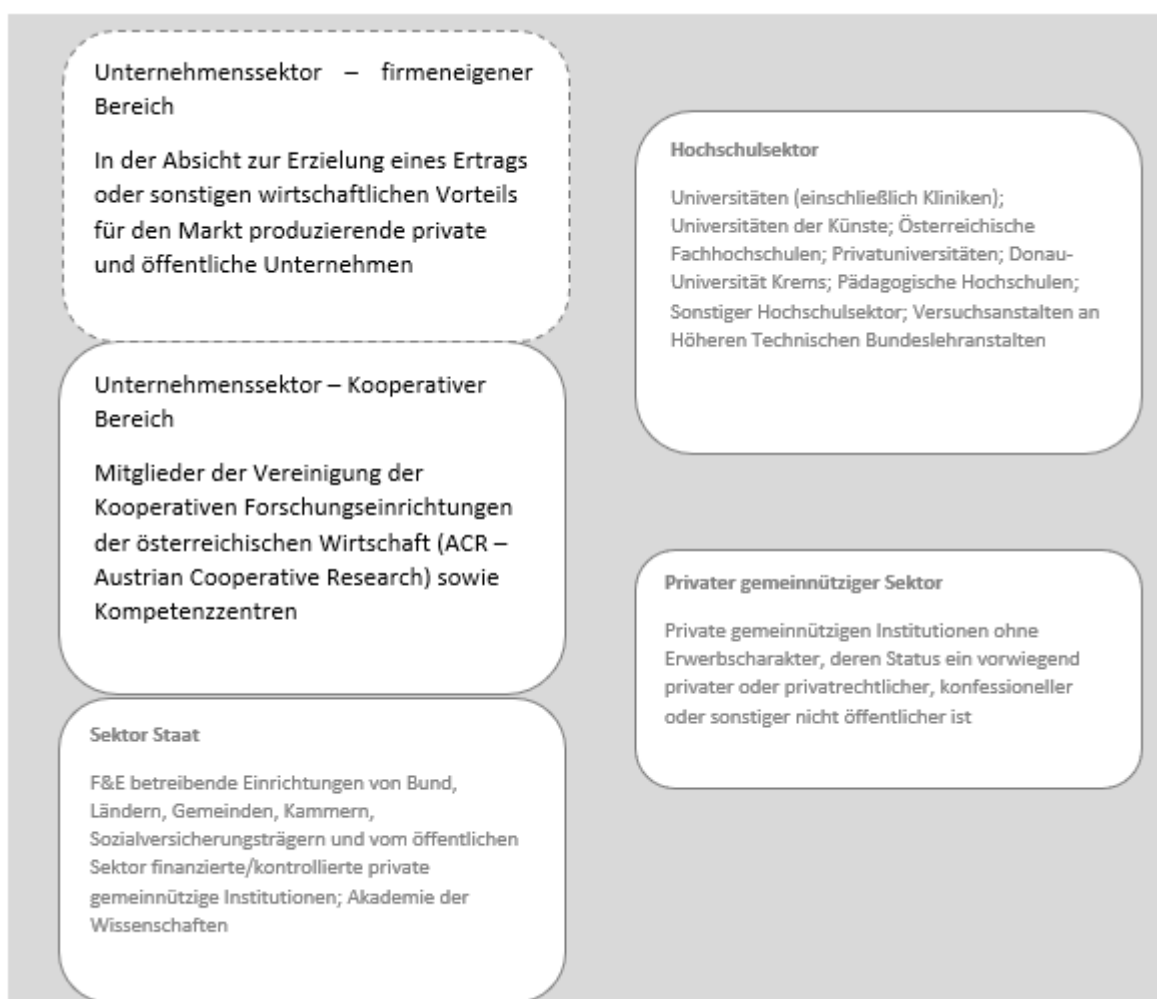 Unternehmenssektor – firmeneigener
Bereich
In der Absicht zur Erzielung eines Ertrags
oder sonstigen wirtschaftlichen Vorteils
für den Markt produzierende private
und öffentliche Unternehmen
Unternehmenssektor – Kooperativer
Bereich
Mitglieder der Vereinigung der
Kooperativen Forschungseinrichtungen
der österreichischen Wirtschaft (ACR –
Austrian Cooperative Research) sowie
Kompetenzzentren
Sektor Staat
F&E betreibende Einrichtungen von Bund,
Ländern, Gemeinden, Kammern,
Sozialversicherungsträgern und vom öffentlichen
Sektor finanzierte/kontrollierte private
gemeinnützige Institutionen; Akademie der
Wissenschaften
Hochschulsektor
Universitäten (einschließlich Kliniken);
Universitäten der Künste; Österreichische
Fachhochschulen; Privatuniversitäten; Donau-
Universität Krems; Pädagogische Hochschulen;
Sonstiger Hochschulsektor; Versuchsanstalten an
Höheren Technischen Bundeslehranstalten
Privater gemeinnütziger Sektor
Private gemeinnützigen Institutionen ohne
Erwerbscharakter, deren Status ein vorwiegend
privater oder privatrechtlicher, konfessioneller
oder sonstiger nicht öffentlicher ist